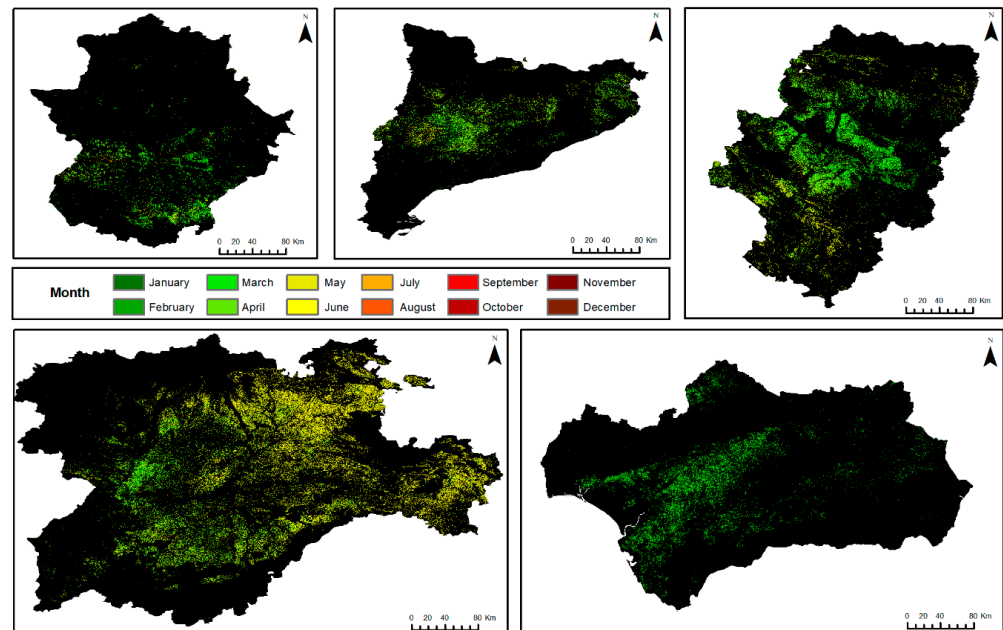 N
0 20 40 80 Km
N
0 20 40 80 Km
N
0 20 40 80 Km
Month
January March May July September November
February April June August October December
N
0 20 40 80 Km
N
0 20 40 80 Km